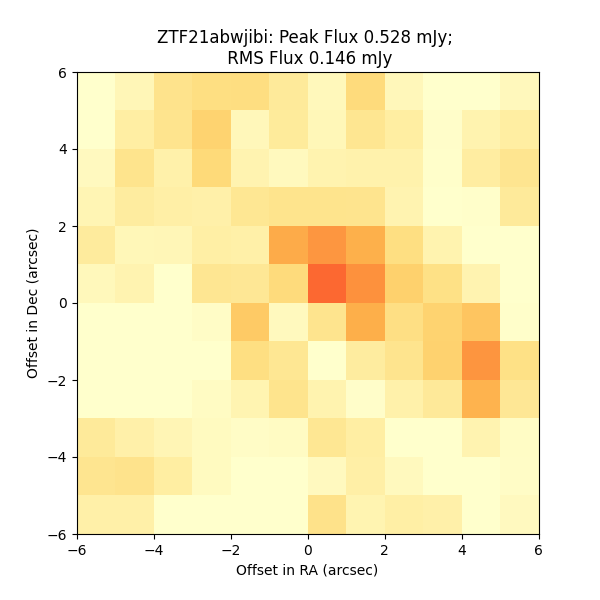 ZTF21abwjibi: Peak Flux 0.528 mJy;
RMS Flux 0.146 mJy
6
4
2
0
−2
−4
−6
Offset in Dec (arcsec)
−6 −4 −2 0 2 4 6
Offset in RA (arcsec)